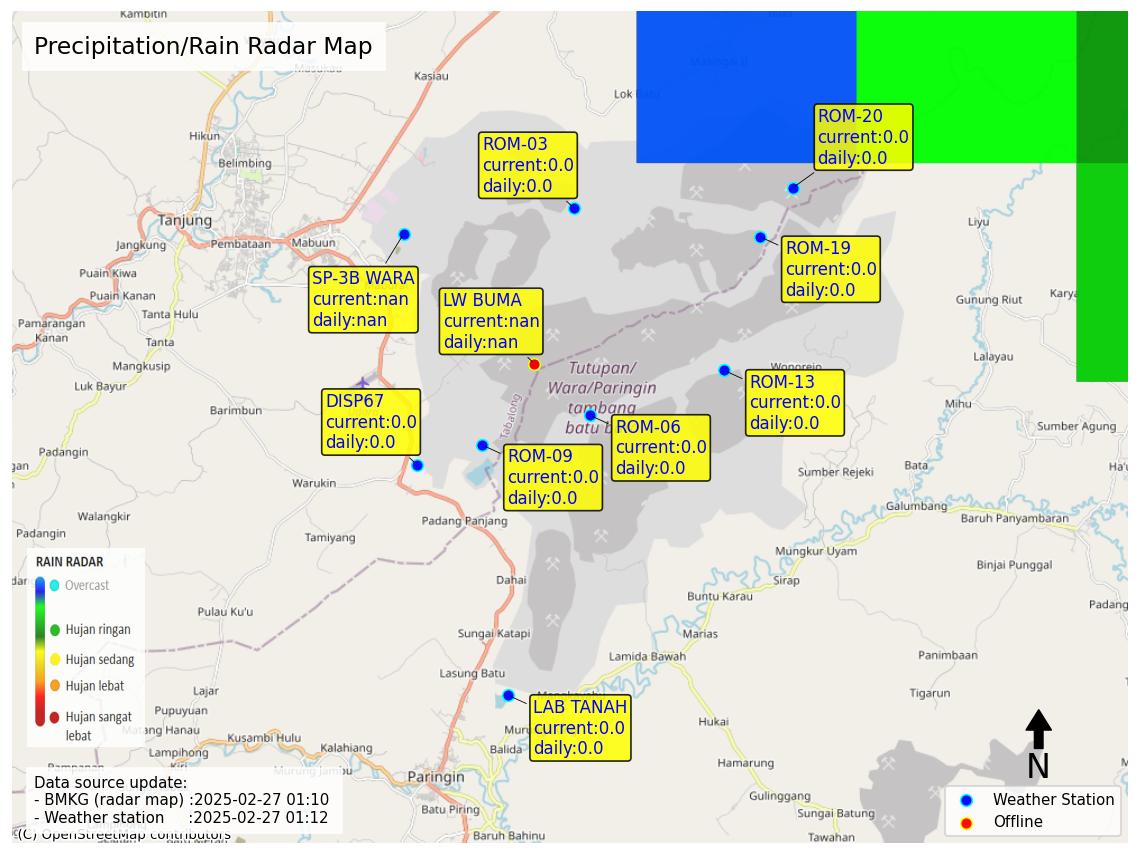 Kambitin
Precipitation/Rain Radar Map
Masukau
Kasiau
Lok Batu
Maningkul
Hikun
Belimbing
ROM-03
current:0.0
daily:0.0
ROM-20
current:0.0
daily:0.0
Tanjung
Jangkung
Pembataan
Mabuun
Liyu
Puain Kiwa
Puain Kanan
SP-3B WARA
current:nan
daily:nan
LW BUMA
current:nan
daily:nan
ROM-19
current:0.0
daily:0.0
Gunung Riut
Karya
Tanta Hulu
Pamarangan
Kanan
Tanta
Mangkusip
Luk Bayur
Lalayau
Wonorejo
Tutupan/
Wara/Paringin
tambang
batu b
Tabalong
ROM-13
current:0.0
daily:0.0
DISP67
current:0.0
daily:0.0
Barimbun
Mihu
ROM-06
current:0.0
daily:0.0
Sumber Agung
Padangin
gan
ROM-09
current:0.0
daily:0.0
Bata
Ha'u
Sumber Rejeki
Warukin
Galumbang
Walangkir
Padang Panjang
Baruh Panyambaran
Padangin
Tamiyang
Mungkur Uyam
Binjai Punggal
RAIN RADAR
Overcast
Hujan ringan
Hujan sedang
Hujan lebat
Hujan sangat
lebat
Dahai
Sirap
Buntu Karau
Padang
Pulau Ku'u
Sungai Katapi
Marias
Lamida Bawah
Panimbaan
Lasung Batu
Lajar
Tigarun
Pupuyuan
LAB TANAH
current:0.0
daily:0.0
Hukai
Matang Hanau
Kusambi Hulu
Kalahiang
Balida
Lampihong
Murung Jambu
Hamarung
N
Paringin
Data source update:
- BMKG (radar map) :2025-02-27 01:10
- Weather station :2025-02-27 01:12
Gulinggang
Batu Piring
Sungai Batung
Weather Station
Offline
(C) OpenStreetMap contributors
Baruh Bahinu
Tawahan